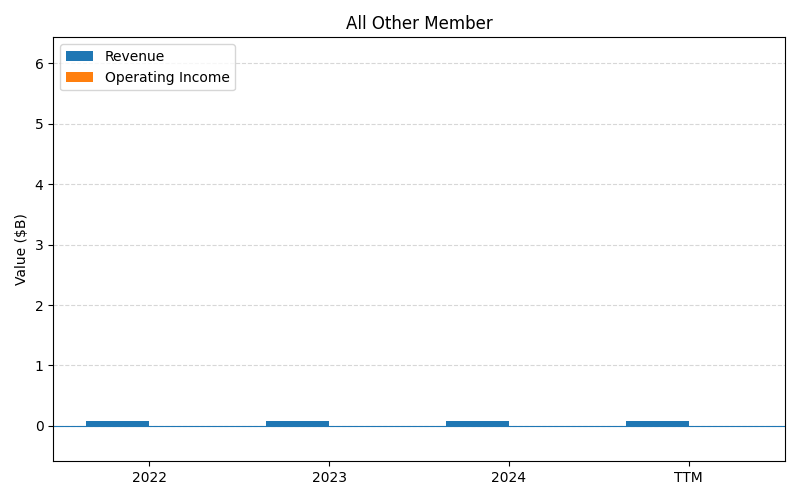 All Other Member
Revenue
Operating Income
Value ($B)
6
5
4
3
2
1
0
2022 2023 2024 TTM